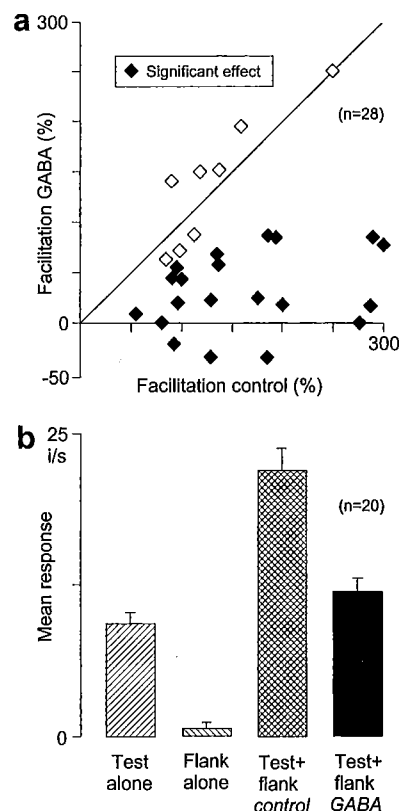 a
300
Significant effect
(n=28)
Facilitation GABA (%)
0
300
-50
Facilitation control (%)
b
25
i/s
(n=20)
Mean response
0
Test alone
Flank alone
Test+ flank control
Test+ flank GABA